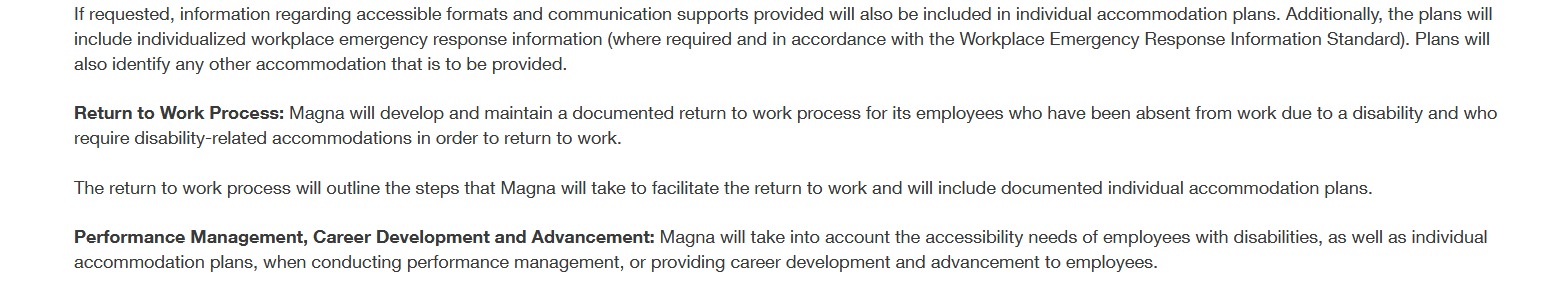 If requested, information regarding accessible formats and communication supports provided will also be included in individual accommodation plans. Additionally, the plans will
include individualized workplace emergency response information (where required and in accordance with the Workplace Emergency Response Information Standard). Plans will
also identify any other accommodation that is to be provided.
Return to Work Process: Magna will develop and maintain a documented return to work process for its employees who have been absent from work due to a disability and who
require disability-related accommodations in order to return to work.
The return to work process will outline the steps that Magna will take to facilitate the return to work and will include documented individual accommodation plans.
Performance Management, Career Development and Advancement: Magna will take into account the accessibility needs of employees with disabilities, as well as individual
accommodation plans, when conducting performance management, or providing career development and advancement to employees.